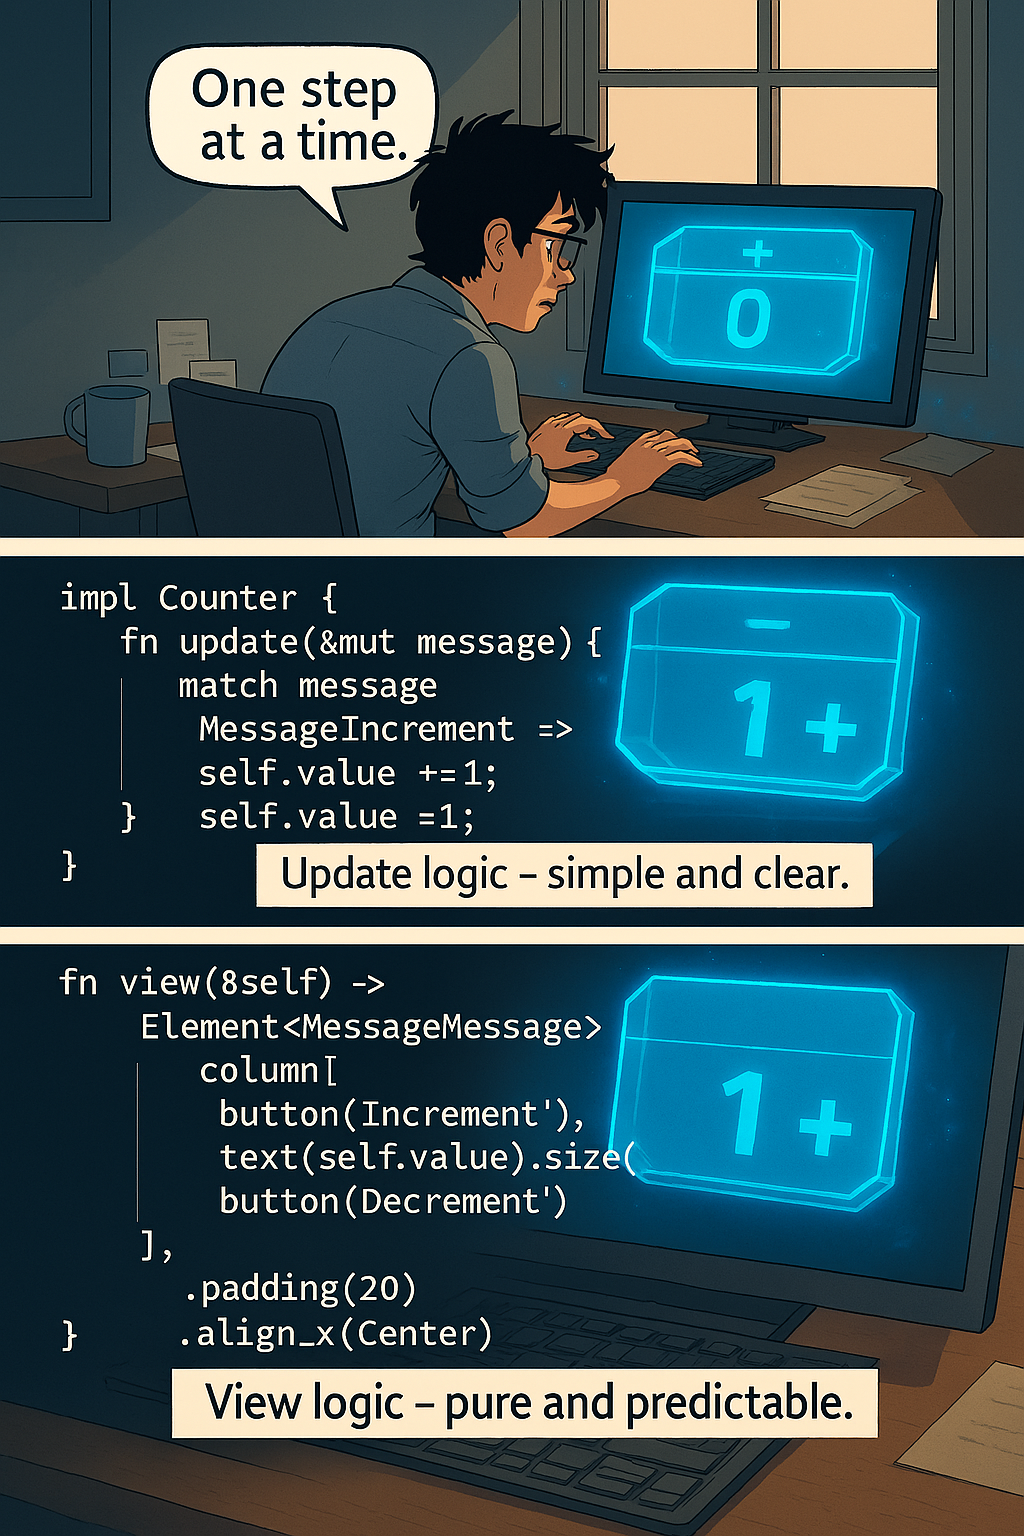 One step
at a time.
+
0
impl Counter {
fn update(&mut message) {
match message
MessageIncrement =>
self.value +=1;
} self.value =1;
}
–
1 +
Update logic – simple and clear.
fn view(8self) ->
Element<MessageMessage>
column[
button(Increment'),
text(self.value).size(
button(Decrement')
],
.padding(20)
} .align_x(Center)
1 +
View logic – pure and predictable.